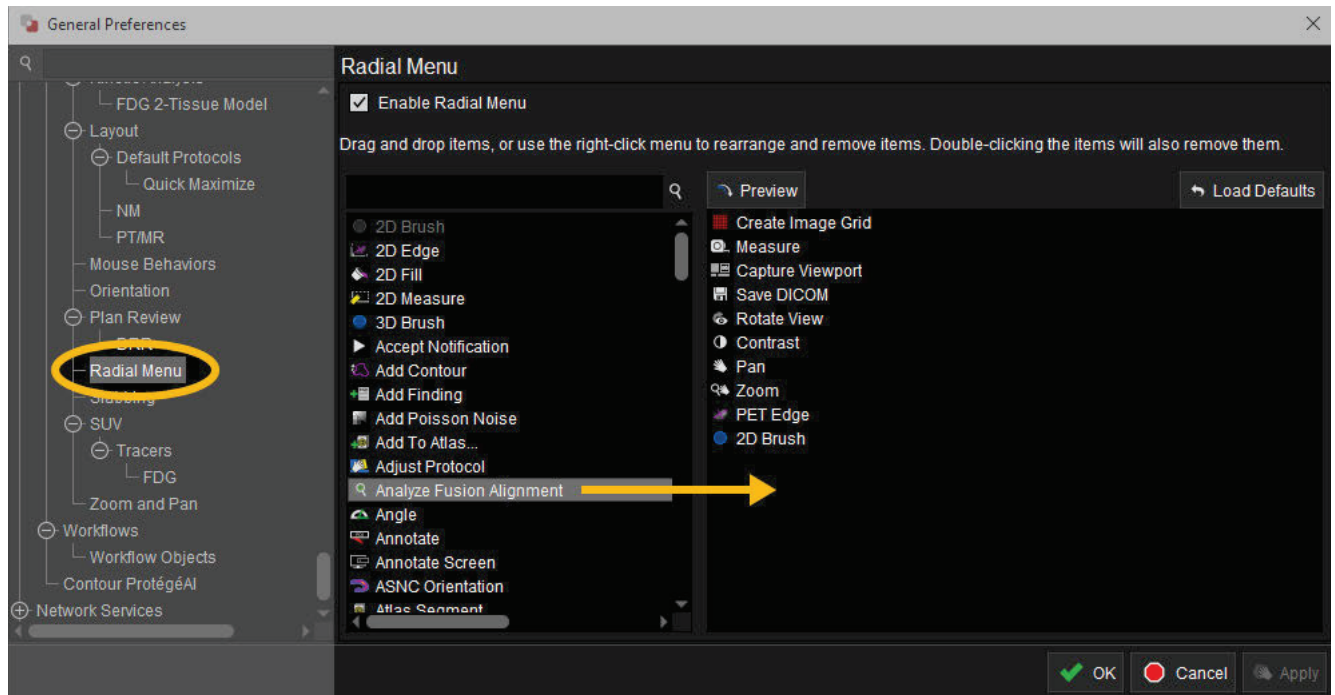 General Preferences
FDG 2-Tissue Model
Layout
Default Protocols
Quick Maximize
NM
PT/MR
Mouse Behaviors
Orientation
Plan Review
DRR
Radial Menu
Slabbing
SUV
Tracers
FDG
Zoom and Pan
Workflows
Workflow Objects
Contour ProtégéAI
Network Services
Radial Menu
Enable Radial Menu
Drag and drop items, or use the right-click menu to rearrange and remove items. Double-clicking the items will also remove them.
2D Brush
2D Edge
2D Fill
2D Measure
3D Brush
Accept Notification
Add Contour
Add Finding
Add Poisson Noise
Add To Atlas...
Adjust Protocol
Analyze Fusion Alignment
Angle
Annotate
Annotate Screen
ASNC Orientation
Atlas Segment
Preview
Load Defaults
Create Image Grid
Measure
Capture Viewport
Save DICOM
Rotate View
Contrast
Pan
Zoom
PET Edge
2D Brush
OK
Cancel
Apply